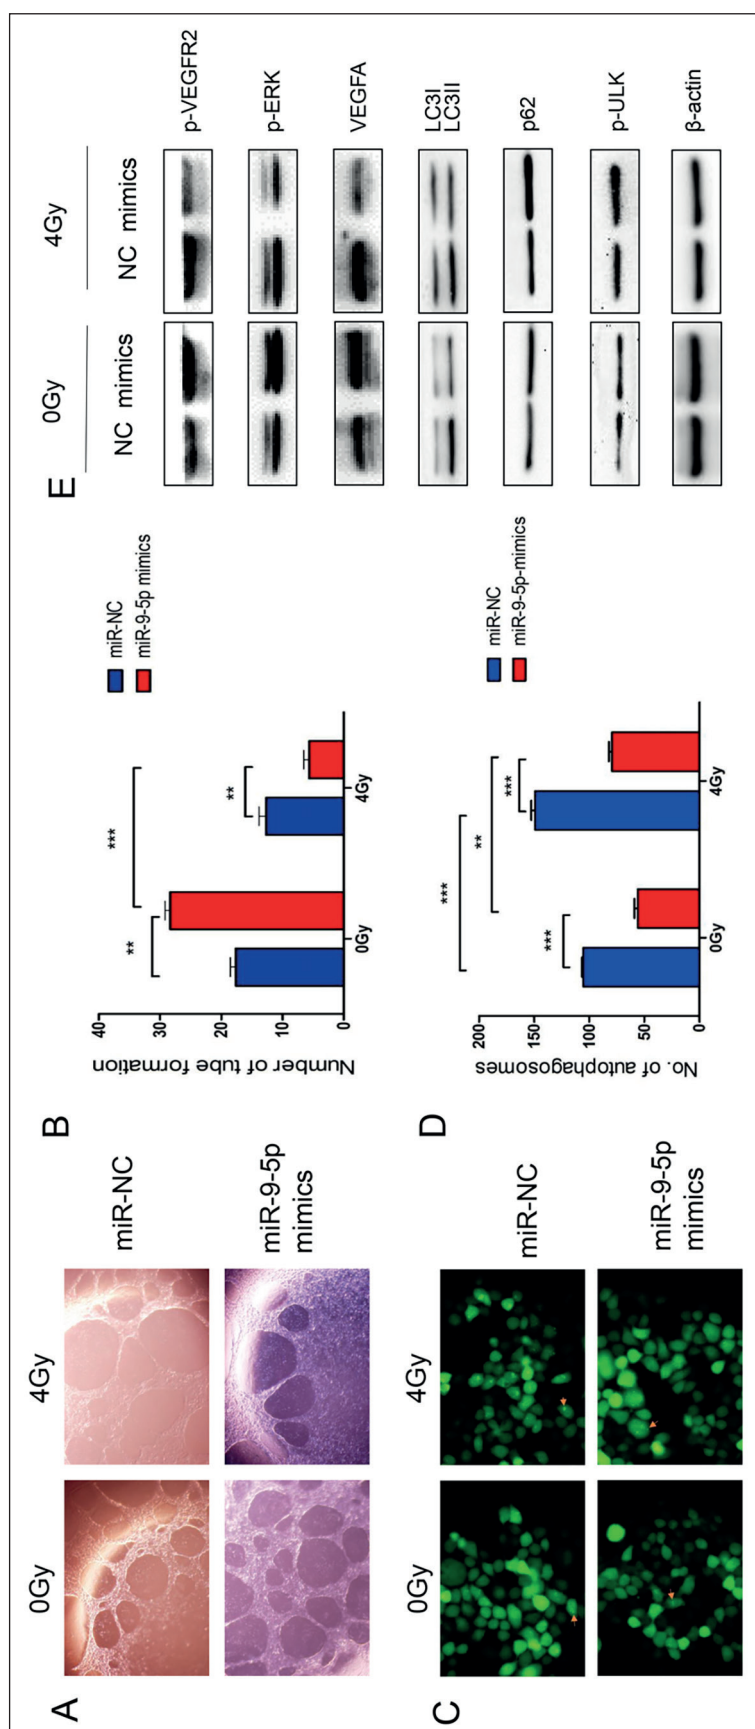 A
0Gy
4Gy
miR-NC
miR-9-5p
mimics
B
Number of tube formation
40
30
20
10
0
**
***
**
0Gy
4Gy
miR-NC
miR-9-5p mimics
C
0Gy
4Gy
miR-NC
miR-9-5p
mimics
D
No. of autophagosomes
200
150
100
50
0
***
***
**
***
0Gy
4Gy
miR-NC
miR-9-5p-mimics
E
0Gy
4Gy
NC mimics
NC mimics
p-VEGFR2
p-ERK
VEGFA
LC3I
LC3II
p62
p-ULK
β-actin